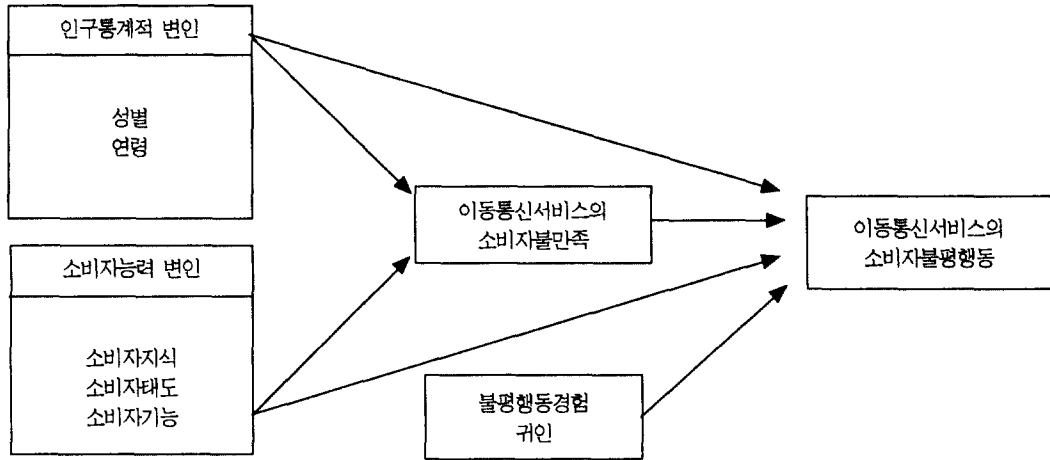 인구통계적 변인
성별
연령
소비자능력 변인
소비자지식
소비자태도
소비자기능
이동통신서비스의
소비자불만족
불평행동경험
귀인
이동통신서비스의
소비자불평행동